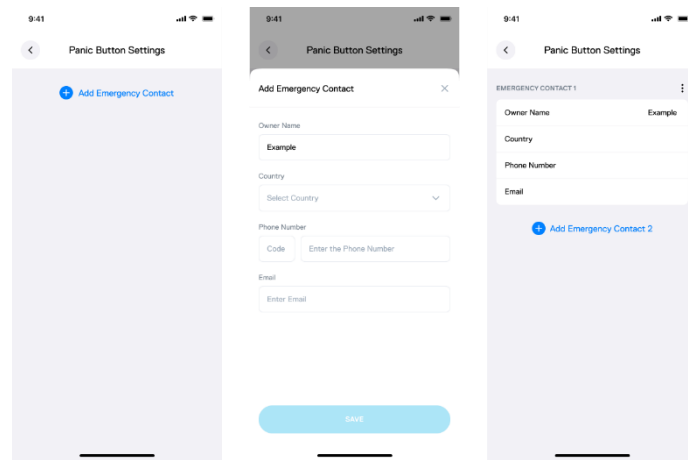 9:41
Panic Button Settings
Add Emergency Contact
9:41
Panic Button Settings
Add Emergency Contact
Owner Name
Example
Country
Select Country
Phone Number
Code Enter the Phone Number
Email
Enter Email
SAVE
9:41
Panic Button Settings
EMERGENCY CONTACT 1
Owner Name Example
Country
Phone Number
Email
Add Emergency Contact 2